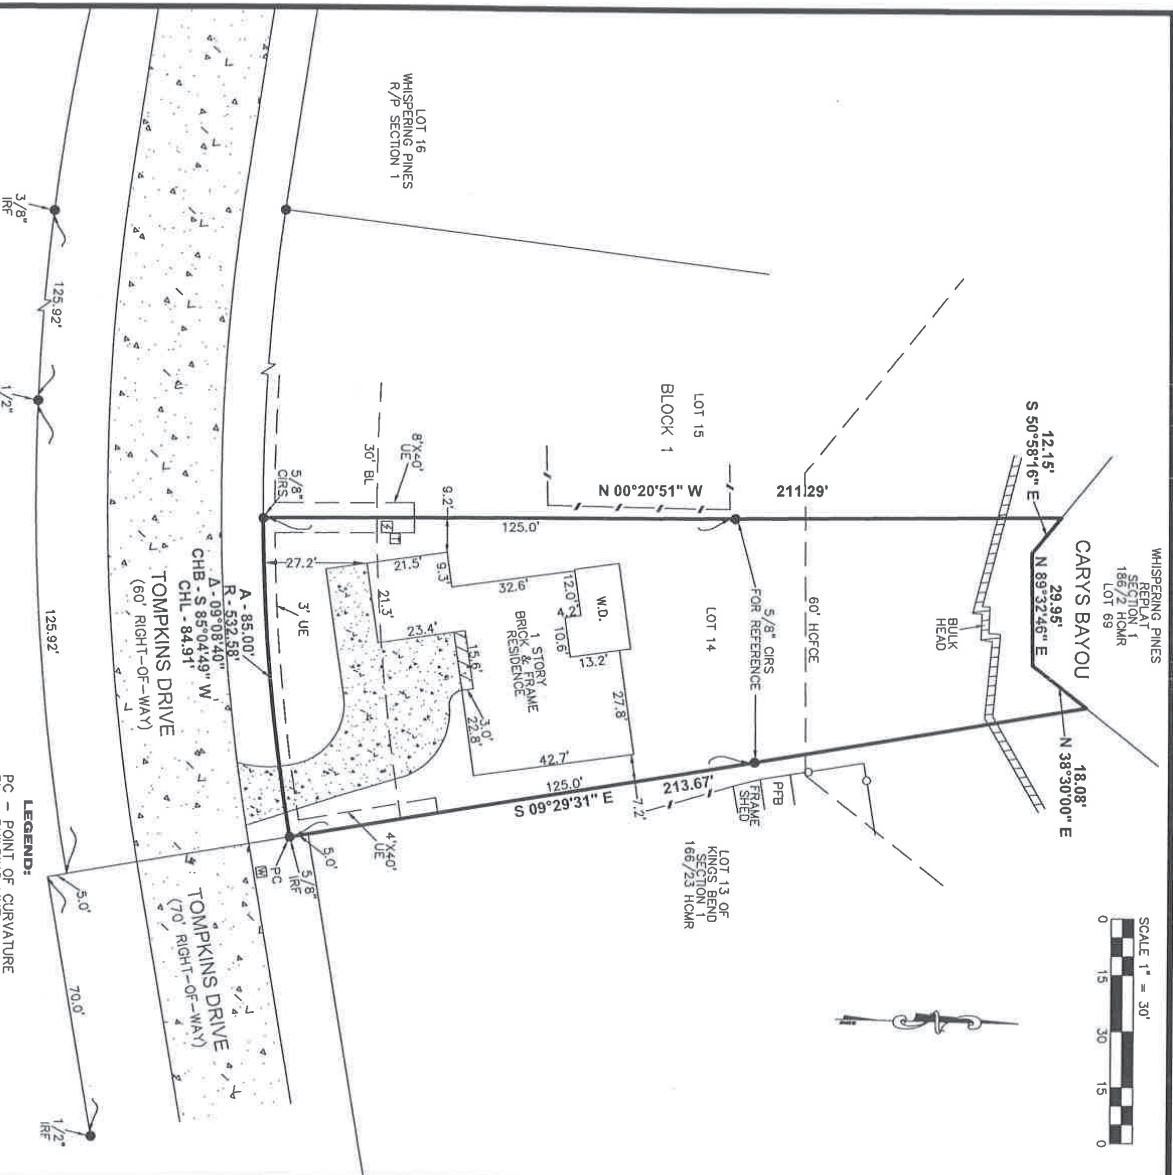 WHISPERING PINES
REPLAT
SECTION 1
186/2 HCMR
LOT 69
SCALE 1" = 30'
0
15
30
15
0
CARYS BAYOU
12.15'
S 50°58'16" E
29.95'
N 89°32'46" E
18.08'
N 38°30'00" E
BULK
HEAD
60' HCFCE
211.29'
N 00°20'51" W
LOT 15
BLOCK 1
LOT 14
5/8" CIRS
FOR REFERENCE
PFB
FRAME
SHED
213.67'
S 09°29'31" E
125.0'
7.2'
LOT 13 OF
KINGS BEND
SECTION 1
166/23 HCMR
125.0'
W.D.
12.0'
4.2'
10.6'
13.2'
27.8'
32.6'
42.7'
1 STORY
BRICK & FRAME
RESIDENCE
9.2'
9.3'
21.5'
21.3'
23.4'
15.6'
3.0'
22.8'
27.2'
8'X40'
UE
30' BL
5/8"
CIRS
3' UE
4'X40'
UE
5.0'
5/8"
IRF
PC
W
T
LOT 16
WHISPERING PINES
R/P SECTION 1
A - 85.00'
R - 532.58'
Δ - 09°08'40"
CHB - S 85°04'49" W
CHL - 84.91'
TOMPKINS DRIVE
(60' RIGHT-OF-WAY)
TOMPKINS DRIVE
(70' RIGHT-OF-WAY)
3/8"
IRF
125.92'
1/2"
125.92'
5.0'
70.0'
1/2"
IRF
LEGEND:
PC - POINT OF CURVATURE